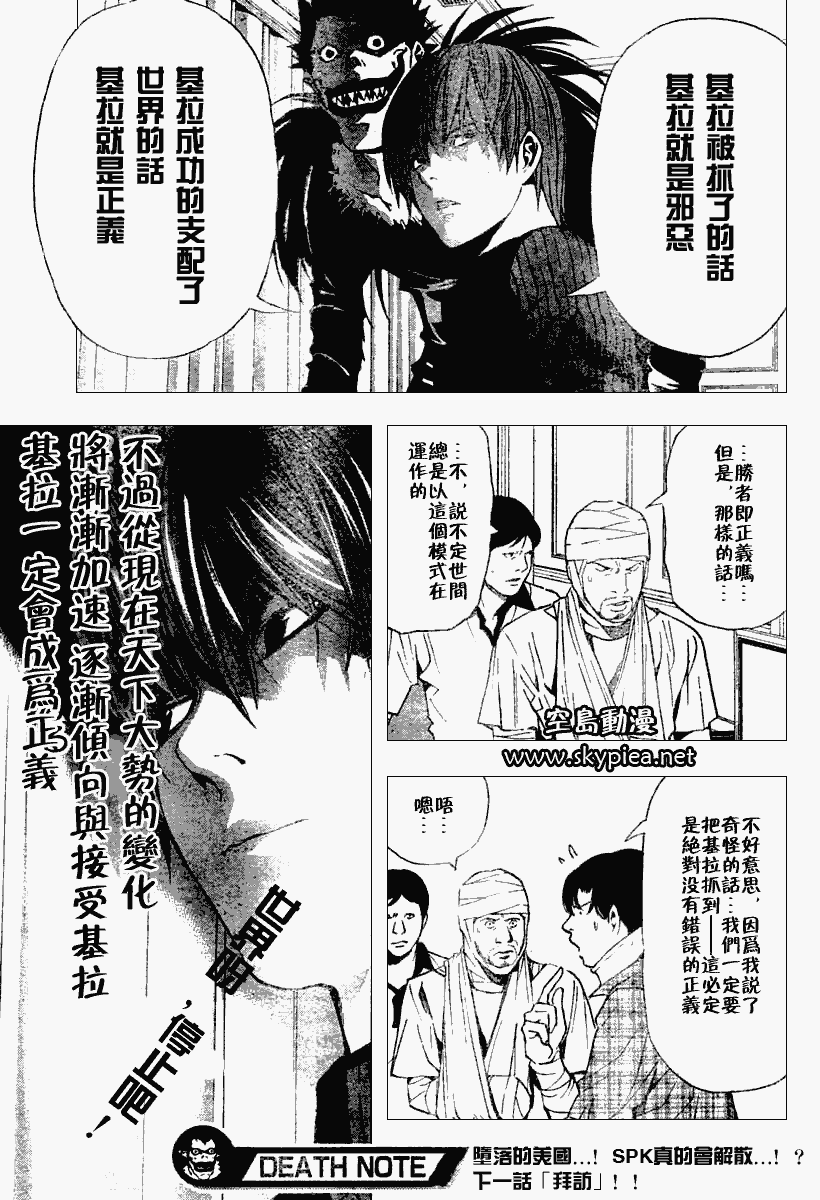 基拉被抓了的話
基拉就是邪惡
基拉成功的支配了
世界的話
基拉就是正義
…勝者即正義嗎…
但是，那樣的話…
…不，説不定世間
總是以這個模式在
運作的
空島動漫
www.skypiea.net
不好意思，因爲我説了
奇怪的話…我們一定要
把基拉抓到——這必定
是絶對没有錯誤的正義
唔…
嗯…
不過從現在天下大勢的變化
將漸漸加速 逐漸傾向與接受基拉
基拉一定會成爲正義
世界呀，停止吧！
DEATH NOTE
墮落的美國…！SPK真的會解散…！？
下一話「拜訪」！！